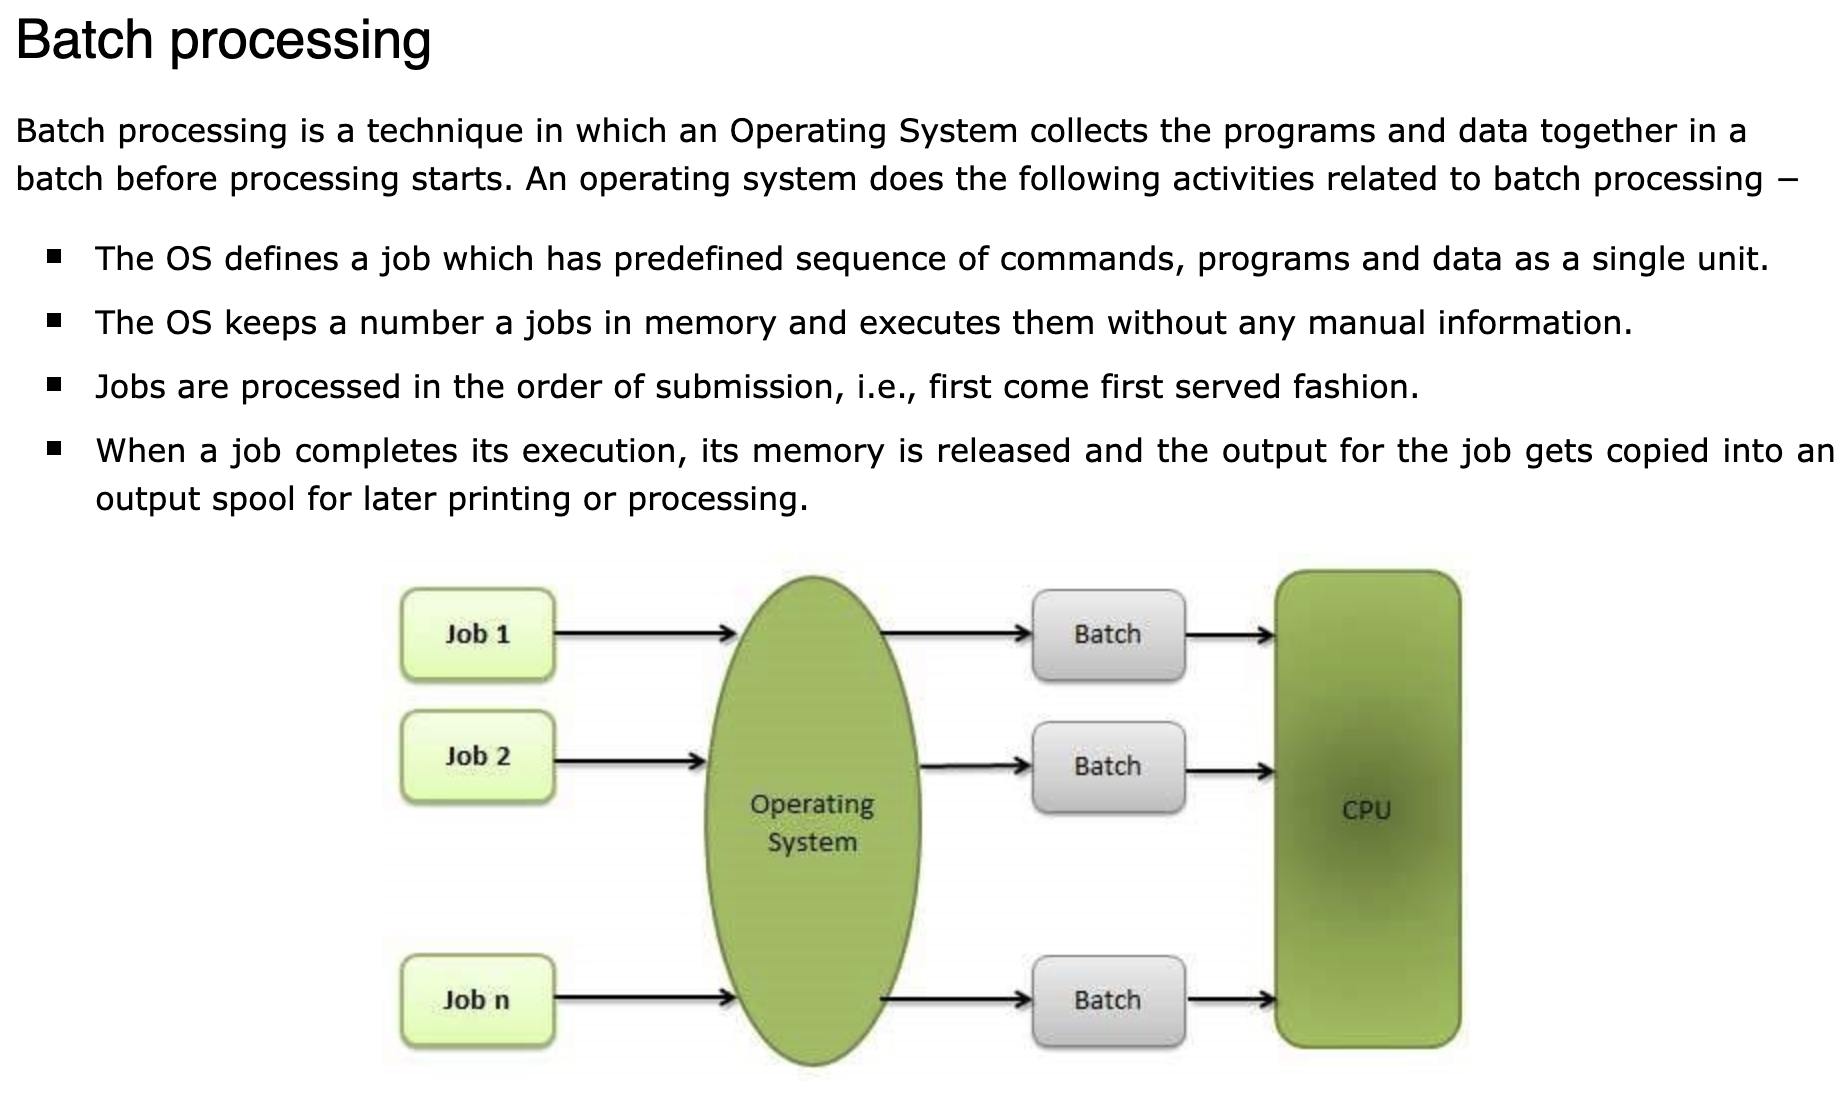 Batch processing
Batch processing is a technique in which an Operating System collects the programs and data together in a
batch before processing starts. An operating system does the following activities related to batch processing –
▪ The OS defines a job which has predefined sequence of commands, programs and data as a single unit.
▪ The OS keeps a number a jobs in memory and executes them without any manual information.
▪ Jobs are processed in the order of submission, i.e., first come first served fashion.
▪ When a job completes its execution, its memory is released and the output for the job gets copied into an
output spool for later printing or processing.
Job 1
Batch
Job 2
Batch
Operating
System
CPU
Job n
Batch